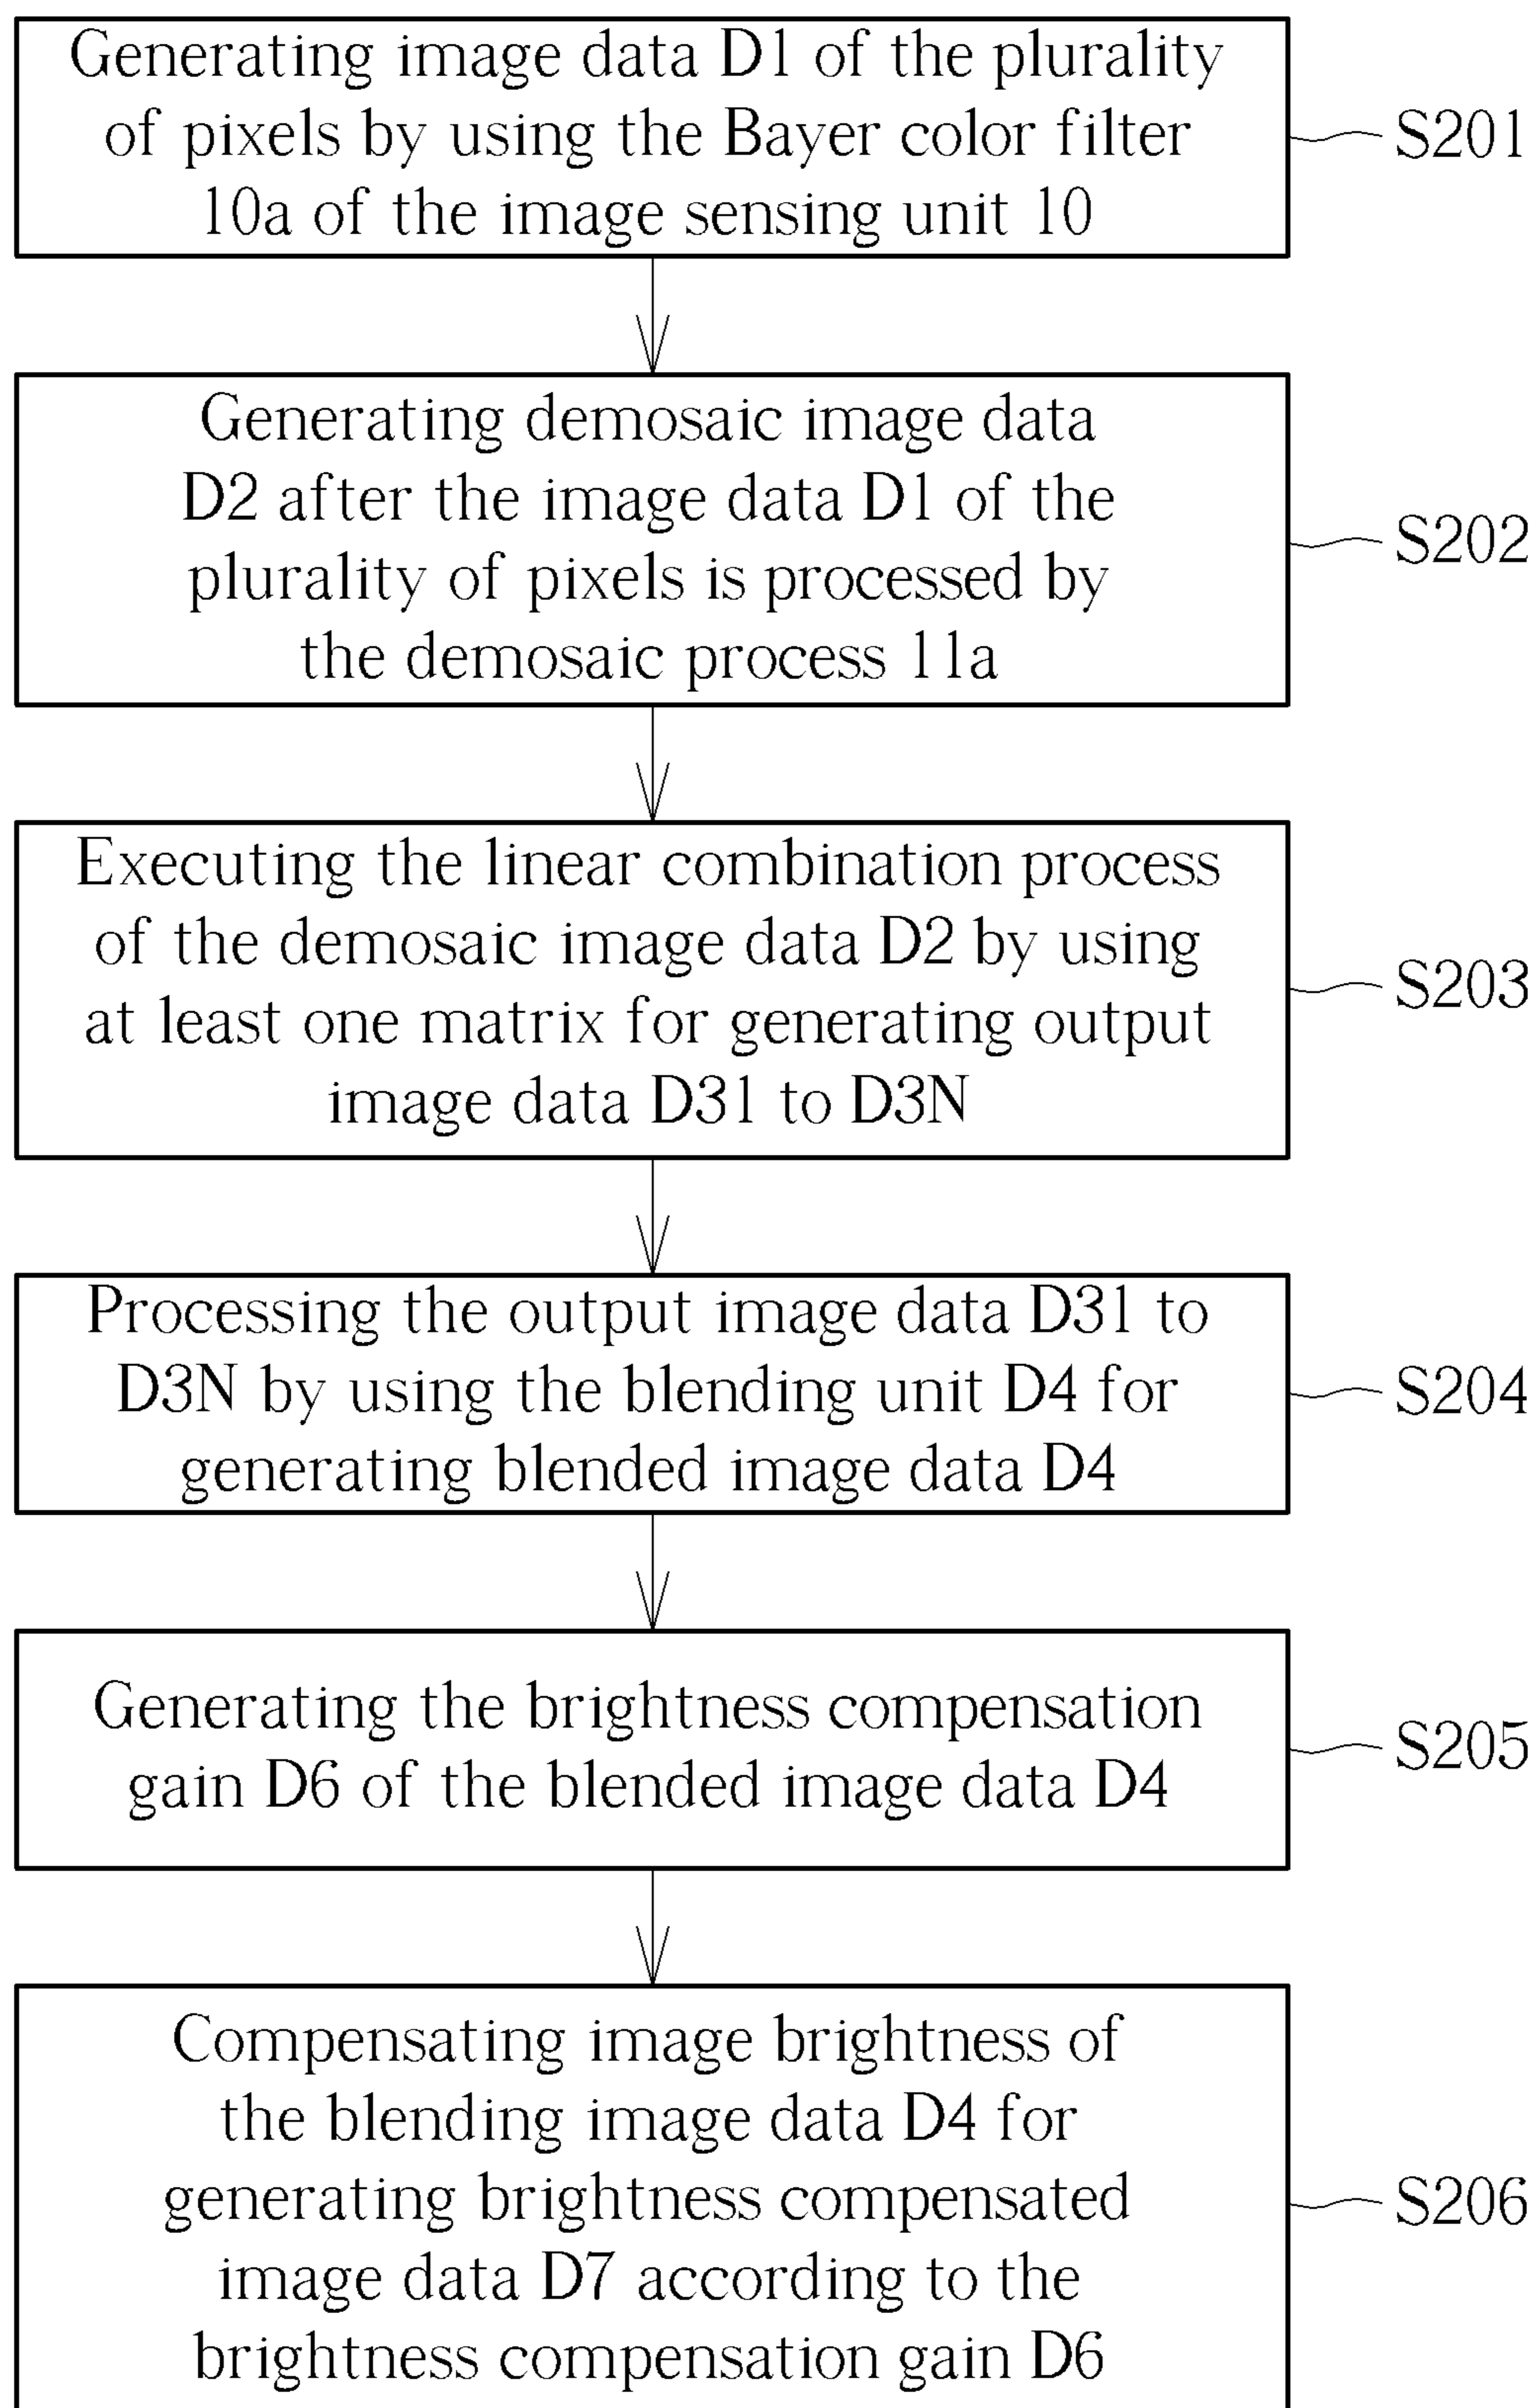 Generating image data D1 of the plurality
of pixels by using the Bayer color filter
10a of the image sensing unit 10
S201
Generating demosaic image data
D2 after the image data D1 of the
plurality of pixels is processed by
the demosaic process 11a
S202
Executing the linear combination process
of the demosaic image data D2 by using
at least one matrix for generating output
image data D31 to D3N
S203
Processing the output image data D31 to
D3N by using the blending unit D4 for
generating blended image data D4
S204
Generating the brightness compensation
gain D6 of the blended image data D4
S205
Compensating image brightness of
the blending image data D4 for
generating brightness compensated
image data D7 according to the
brightness compensation gain D6
S206